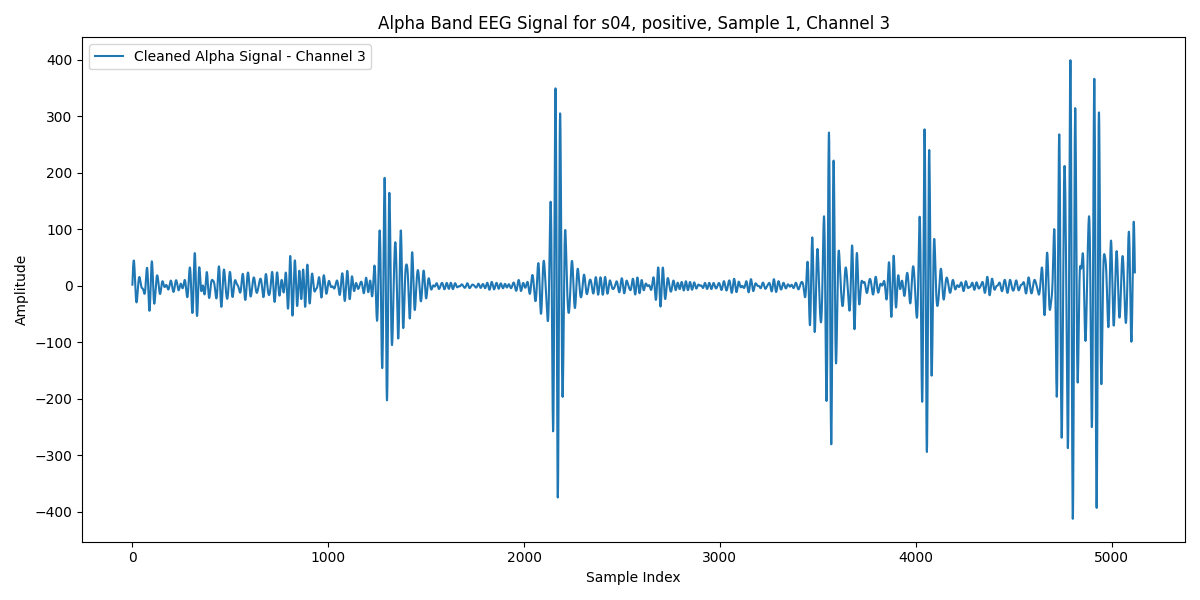 Alpha Band EEG Signal for s04, positive, Sample 1, Channel 3
Cleaned Alpha Signal - Channel 3
Amplitude
400
300
200
100
0
−100
−200
−300
−400
0 1000 2000 3000 4000 5000
Sample Index